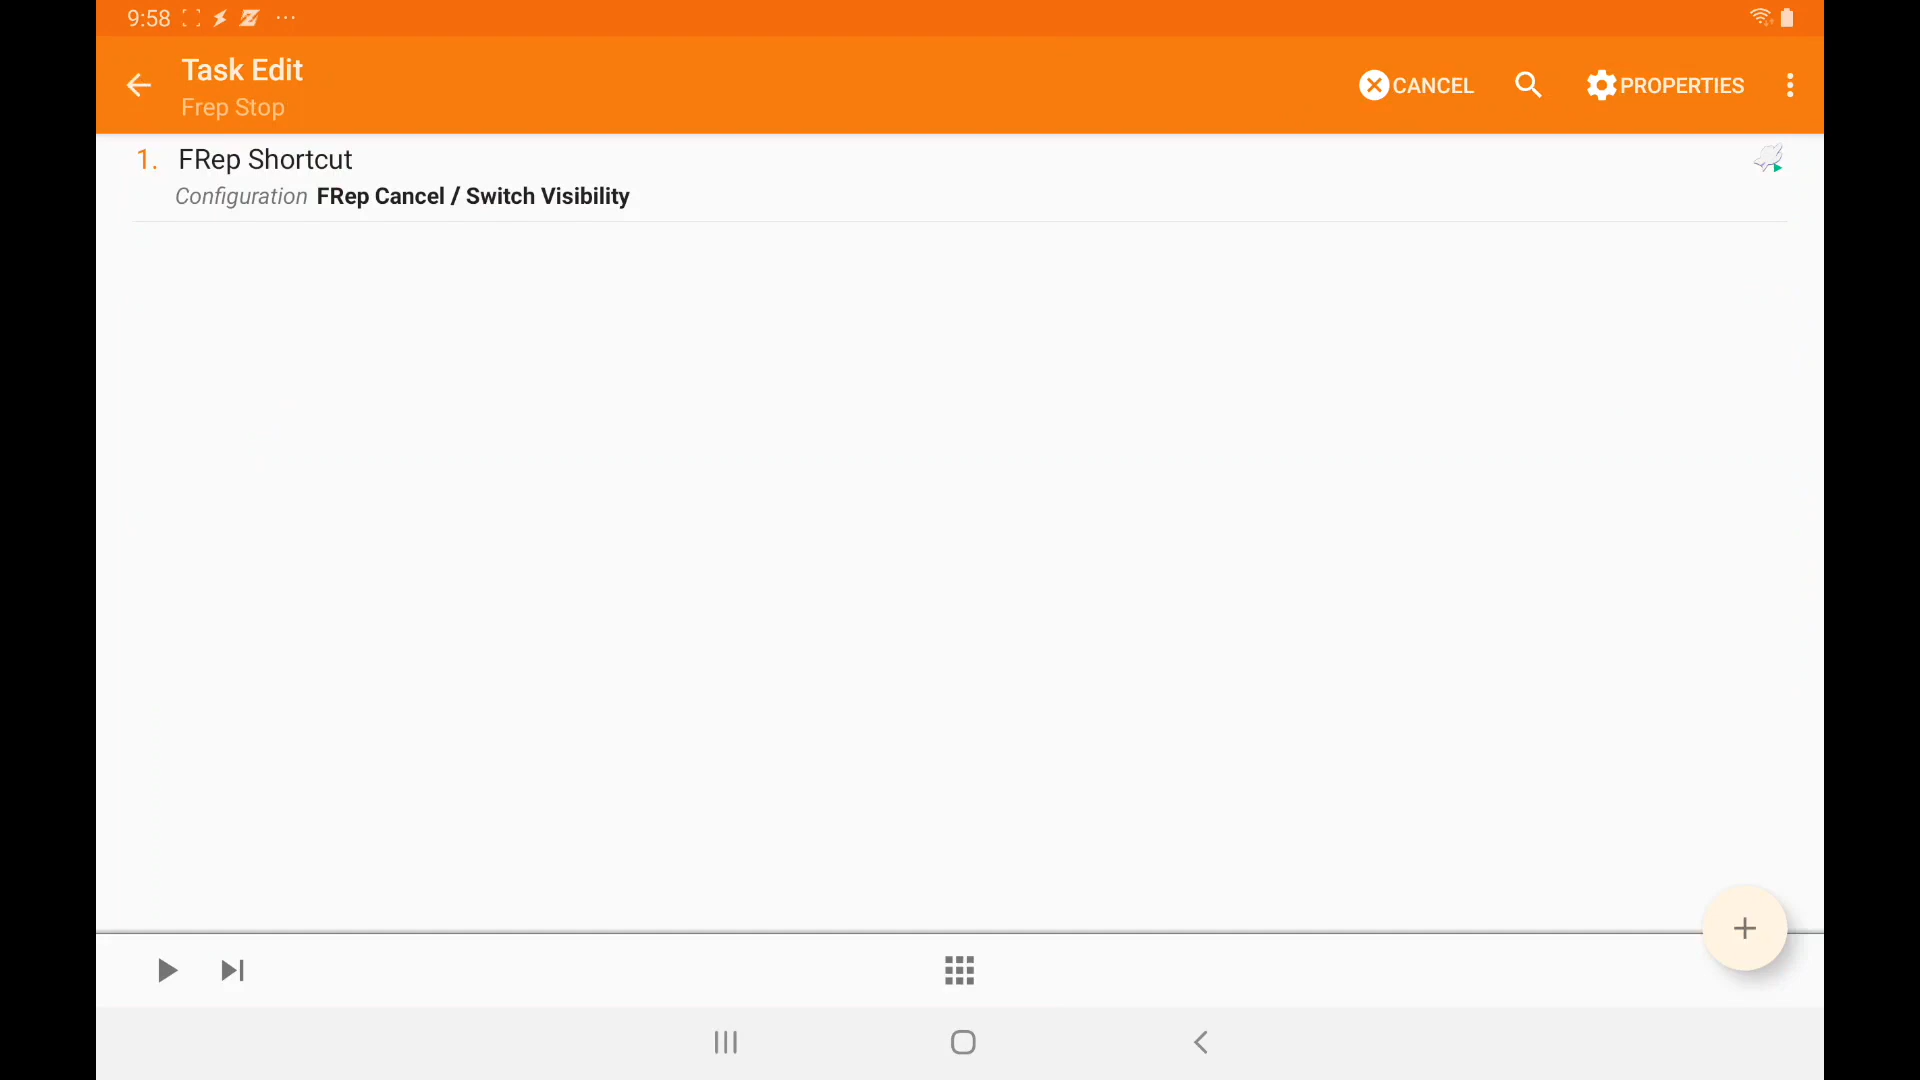 9:58
Task Edit
Frep Stop
CANCEL
PROPERTIES
1. FRep Shortcut
Configuration FRep Cancel / Switch Visibility